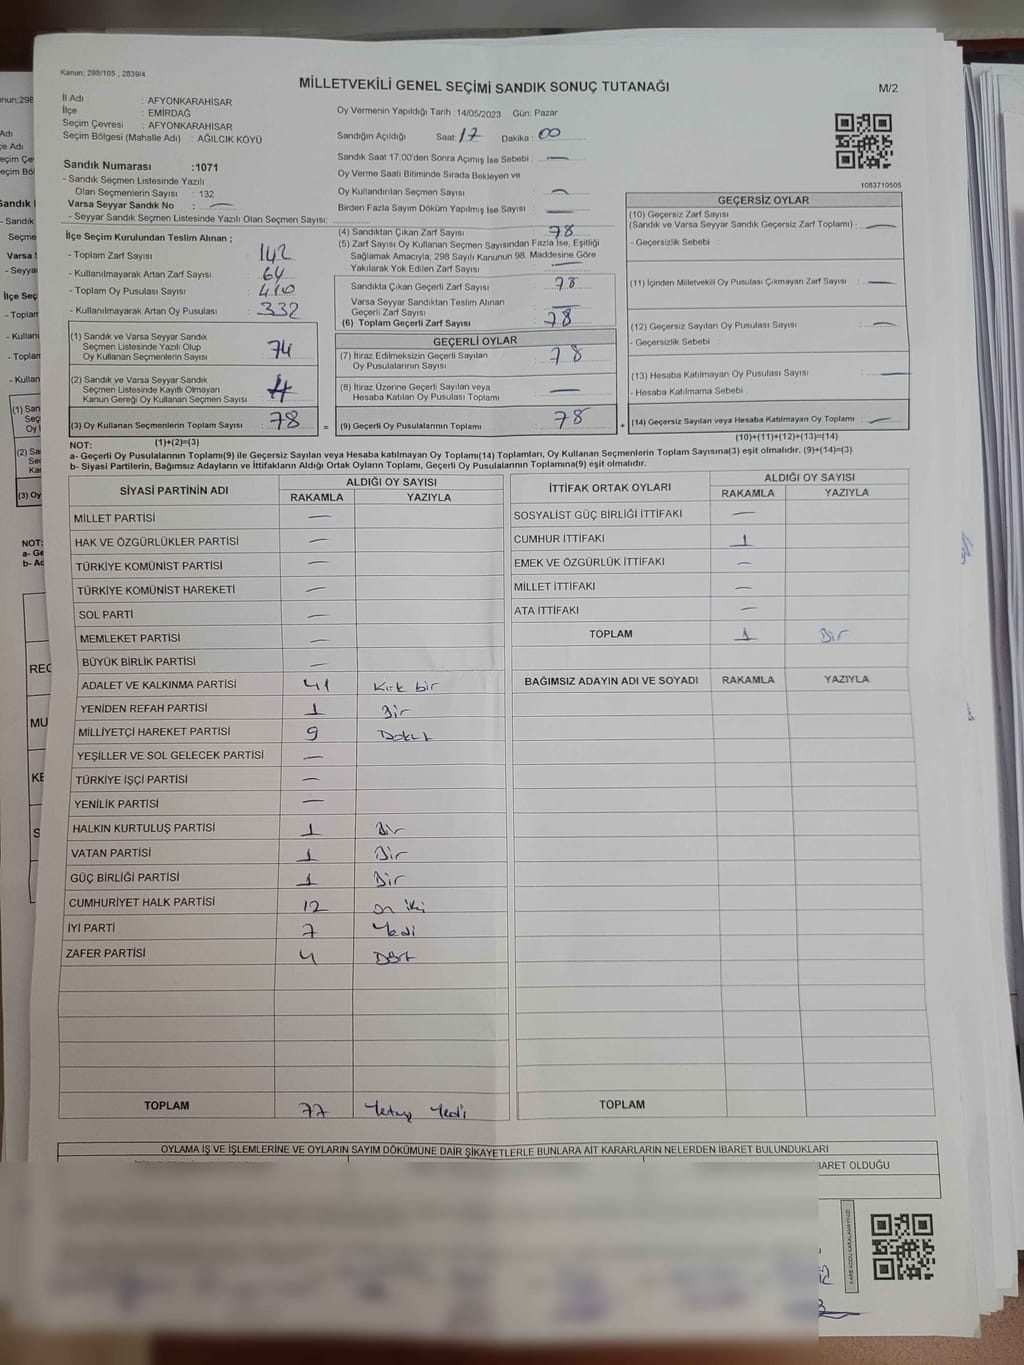 Kanun; 298/105 , 2839/4
MİLLETVEKİLİ GENEL SEÇİMİ SANDIK SONUÇ TUTANAĞI
M/2
İl Adı : AFYONKARAHİSAR
İlçe : EMİRDAĞ
Seçim Çevresi : AFYONKARAHİSAR
Seçim Bölgesi (Mahalle Adı) : AĞILCIK KÖYÜ
Sandık Numarası :1071
- Sandık Seçmen Listesinde Yazılı
Olan Seçmenlerin Sayısı : 132
Varsa Seyyar Sandık No : —
- Seyyar Sandık Seçmen Listesinde Yazılı Olan Seçmen Sayısı:
Oy Vermenin Yapıldığı Tarih :14/05/2023 Gün: Pazar
Sandığın Açıldığı Saat: 17 Dakika : 00
Sandık Saat 17.00'den Sonra Açımış İse Sebebi : —
Oy Verme Saati Bitiminde Sırada Bekleyen ve
Oy Kullandırılan Seçmen Sayısı : —
Birden Fazla Sayım Döküm Yapılmış İse Sayısı : —
1083710505
İlçe Seçim Kurulundan Teslim Alınan ;
- Toplam Zarf Sayısı : 142
- Kullanılmayarak Artan Zarf Sayısı : 64
- Toplam Oy Pusulası Sayısı : 410
- Kullanılmayarak Artan Oy Pusulası : 332
(1) Sandık ve Varsa Seyyar Sandık
Seçmen Listesinde Yazılı Olup
Oy Kullanan Seçmenlerin Sayısı : 74
(2) Sandık ve Varsa Seyyar Sandık
Seçmen Listesinde Kayıtlı Olmayan
Kanun Gereği Oy Kullanan Seçmen Sayısı : 4
(3) Oy Kullanan Seçmenlerin Toplam Sayısı : 78
(1)+(2)=(3)
(4) Sandıktan Çıkan Zarf Sayısı : 78
(5) Zarf Sayısı Oy Kullanan Seçmen Sayısından Fazla İse, Eşitliği
Sağlamak Amacıyla; 298 Sayılı Kanunun 98. Maddesine Göre
Yakılarak Yok Edilen Zarf Sayısı : —
Sandıkta Çıkan Geçerli Zarf Sayısı : 78
Varsa Seyyar Sandıktan Teslim Alınan
Geçerli Zarf Sayısı : —
(6) Toplam Geçerli Zarf Sayısı : 78
GEÇERLİ OYLAR
(7) İtiraz Edilmeksizin Geçerli Sayılan
Oy Pusulalarının Sayısı : 78
(8) İtiraz Üzerine Geçerli Sayılan veya
Hesaba Katılan Oy Pusulası Toplamı : —
= (9) Geçerli Oy Pusulalarının Toplamı : 78 +
GEÇERSİZ OYLAR
(10) Geçersiz Zarf Sayısı
(Sandık ve Varsa Seyyar Sandık Geçersiz Zarf Toplamı) : —
- Geçersizlik Sebebi :
(11) İçinden Milletvekili Oy Pusulası Çıkmayan Zarf Sayısı : —
(12) Geçersiz Sayılan Oy Pusulası Sayısı : —
- Geçersizlik Sebebi :
(13) Hesaba Katılmayan Oy Pusulası Sayısı : —
- Hesaba Katılmama Sebebi :
(14) Geçersiz Sayılan veya Hesaba Katılmayan Oy Toplamı : —
(10)+(11)+(12)+(13)=(14)
NOT:
a- Geçerli Oy Pusulalarının Toplamı(9) ile Geçersiz Sayılan veya Hesaba katılmayan Oy Toplamı(14) Toplamları, Oy Kullanan Seçmenlerin Toplam Sayısına(3) eşit olmalıdır. (9)+(14)=(3)
b- Siyasi Partilerin, Bağımsız Adayların ve İttifakların Aldığı Ortak Oyların Toplamı, Geçerli Oy Pusulalarının Toplamına(9) eşit olmalıdır.
SİYASİ PARTİNİN ADI ALDIĞI OY SAYISI
RAKAMLA YAZIYLA
MİLLET PARTİSİ —
HAK VE ÖZGÜRLÜKLER PARTİSİ —
TÜRKİYE KOMÜNİST PARTİSİ —
TÜRKİYE KOMÜNİST HAREKETİ —
SOL PARTİ —
MEMLEKET PARTİSİ —
BÜYÜK BİRLİK PARTİSİ —
ADALET VE KALKINMA PARTİSİ 41 Kırk bir
YENİDEN REFAH PARTİSİ 1 Bir
MİLLİYETÇİ HAREKET PARTİSİ 9 Dokuz
YEŞİLLER VE SOL GELECEK PARTİSİ —
TÜRKİYE İŞÇİ PARTİSİ —
YENİLİK PARTİSİ —
HALKIN KURTULUŞ PARTİSİ 1 Bir
VATAN PARTİSİ 1 Bir
GÜÇ BİRLİĞİ PARTİSİ 1 Bir
CUMHURİYET HALK PARTİSİ 12 on iki
İYİ PARTİ 7 Yedi
ZAFER PARTİSİ 4 Dört
TOPLAM 77 Yetmiş Yedi
İTTİFAK ORTAK OYLARI ALDIĞI OY SAYISI
RAKAMLA YAZIYLA
SOSYALİST GÜÇ BİRLİĞİ İTTİFAKI —
CUMHUR İTTİFAKI 1
EMEK VE ÖZGÜRLÜK İTTİFAKI —
MİLLET İTTİFAKI —
ATA İTTİFAKI —
TOPLAM 1 Bir
BAĞIMSIZ ADAYIN ADI VE SOYADI RAKAMLA YAZIYLA
TOPLAM
OYLAMA İŞ VE İŞLEMLERİNE VE OYLARIN SAYIM DÖKÜMÜNE DAİR ŞİKAYETLERLE BUNLARA AİT KARARLARIN NELERDEN İBARET BULUNDUKLARI
BARET OLDUĞU
KARE KODU KARALAMAYINIZ!